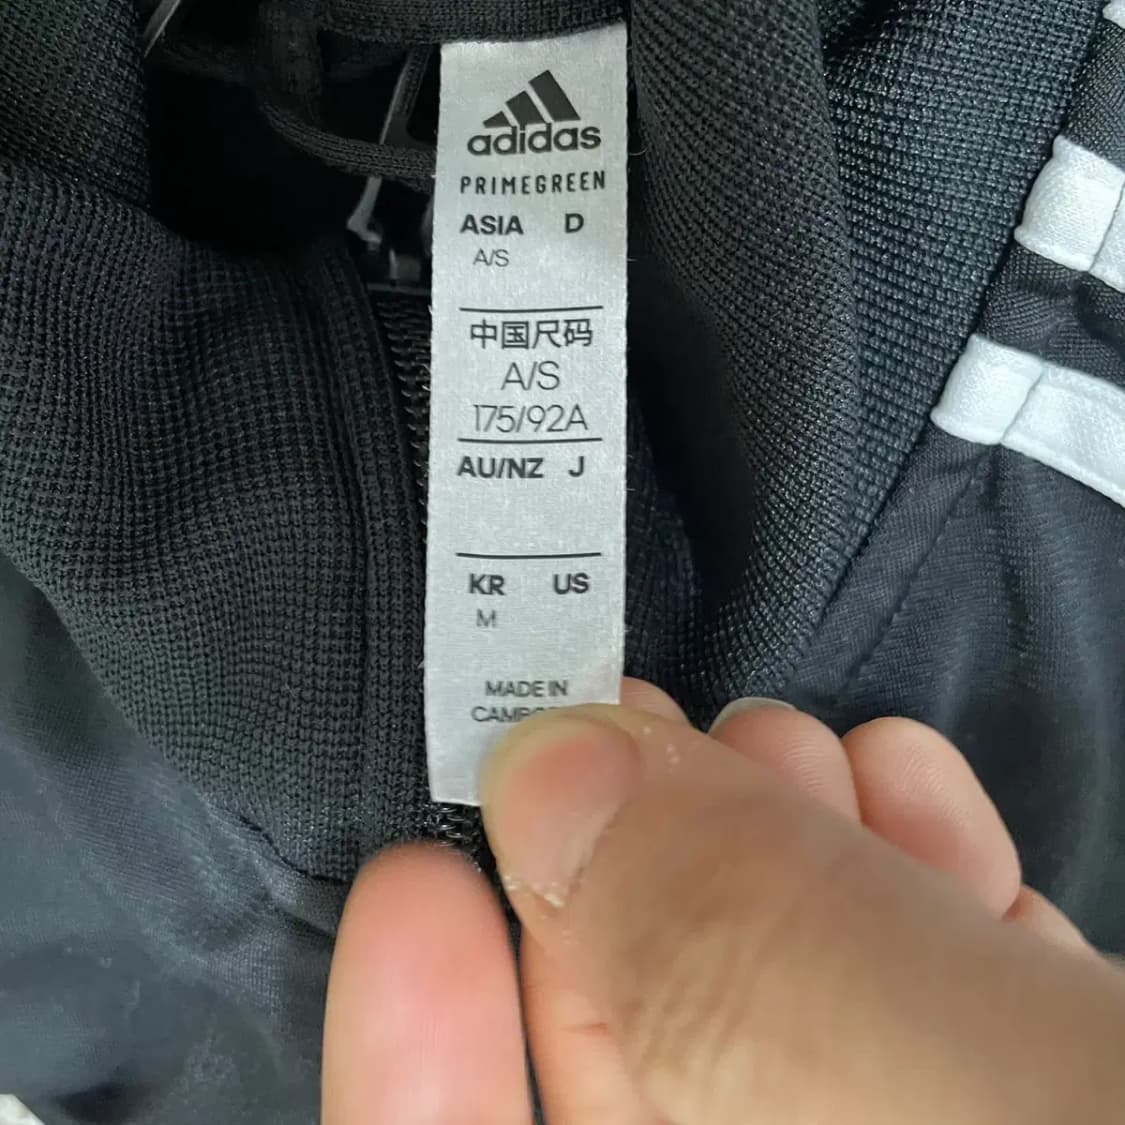 adidas
PRIMEGREEN
ASIA D
A/S
中国尺码
A/S
175/92A
AU/NZ J
KR US
M
MADE IN